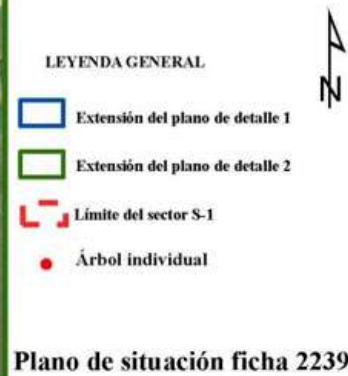 N
LEYENDA GENERAL
Extensión del plano de detalle 1
Extensión del plano de detalle 2
Límite del sector S-1
Árbol individual
Plano de situación ficha 2239